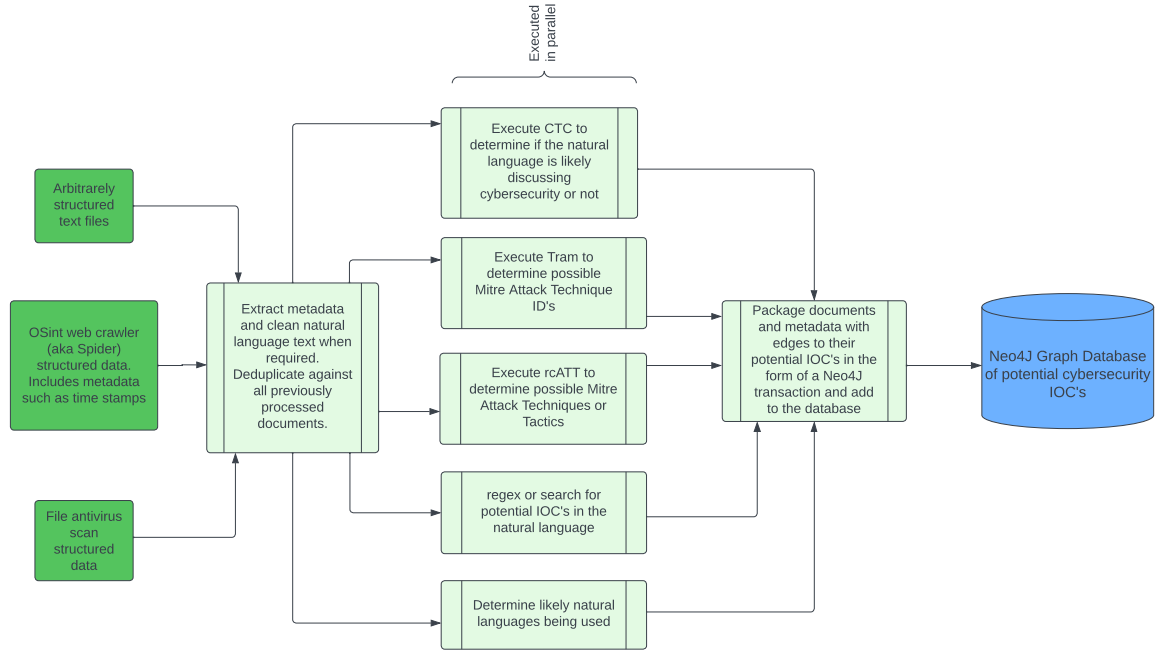 Executed
in parallel
Execute CTC to
determine if the natural
language is likely
discussing
cybersecurity or not
Arbitrarely
structured
text files
Execute Tram to
determine possible
Mitre Attack Technique
ID's
Extract metadata
and clean natural
language text when
required.
Deduplicate against
all previously
processed
documents.
Package documents
and metadata with
edges to their
potential IOC's in the
form of a Neo4J
transaction and add
to the database
OSint web crawler
(aka Spider)
structured data.
Includes metadata
such as time stamps
Neo4J Graph Database
of potential cybersecurity
IOC's
Execute rcATT to
determine possible Mitre
Attack Techniques or
Tactics
regex or search for
potential IOC's in the
natural language
File antivirus
scan
structured
data
Determine likely natural
languages being used